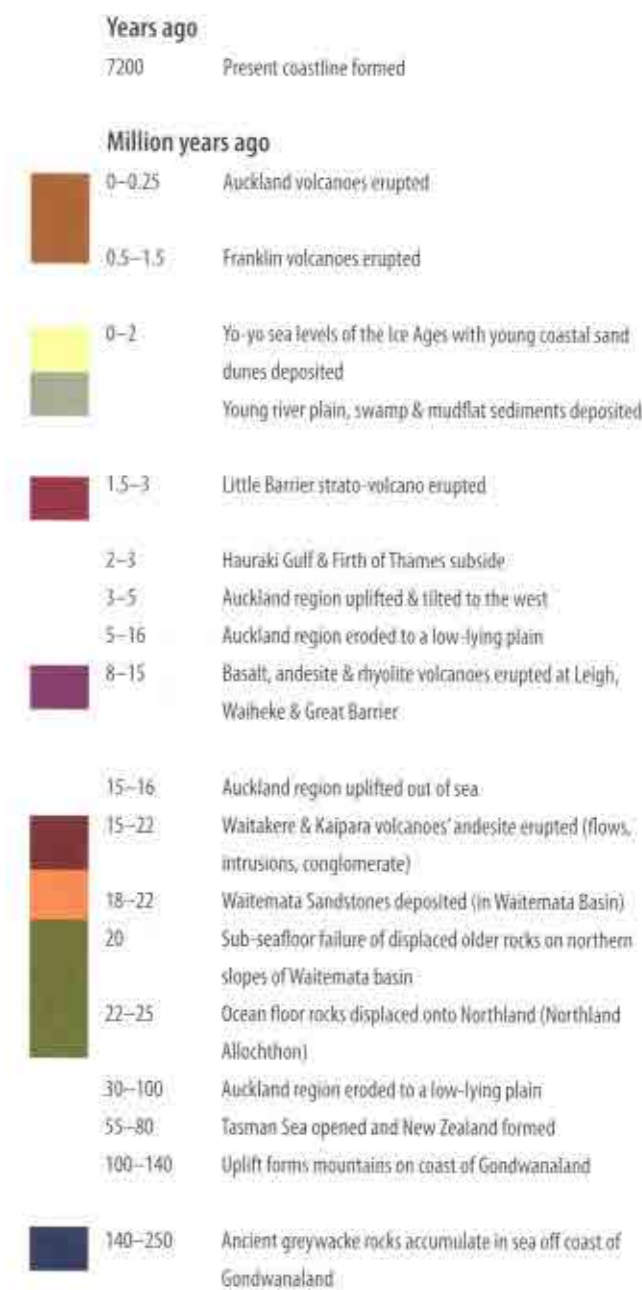 Years ago
7200 Present coastline formed
Million years ago
0–0.25 Auckland volcanoes erupted
0.5–1.5 Franklin volcanoes erupted
0–2 Yo-yo sea levels of the Ice Ages with young coastal sand
dunes deposited
Young river plain, swamp & mudflat sediments deposited
1.5–3 Little Barrier strato-volcano erupted
2–3 Hauraki Gulf & Firth of Thames subside
3–5 Auckland region uplifted & tilted to the west
5–16 Auckland region eroded to a low-lying plain
8–15 Basalt, andesite & rhyolite volcanoes erupted at Leigh,
Waiheke & Great Barrier
15–16 Auckland region uplifted out of sea
15–22 Waitakere & Kaipara volcanoes' andesite erupted (flows,
intrusions, conglomerate)
18–22 Waitemata Sandstones deposited (in Waitemata Basin)
20 Sub-seafloor failure of displaced older rocks on northern
slopes of Waitemata basin
22–25 Ocean floor rocks displaced onto Northland (Northland
Allochthon)
30–100 Auckland region eroded to a low-lying plain
55–80 Tasman Sea opened and New Zealand formed
100–140 Uplift forms mountains on coast of Gondwanaland
140–250 Ancient greywacke rocks accumulate in sea off coast of
Gondwanaland